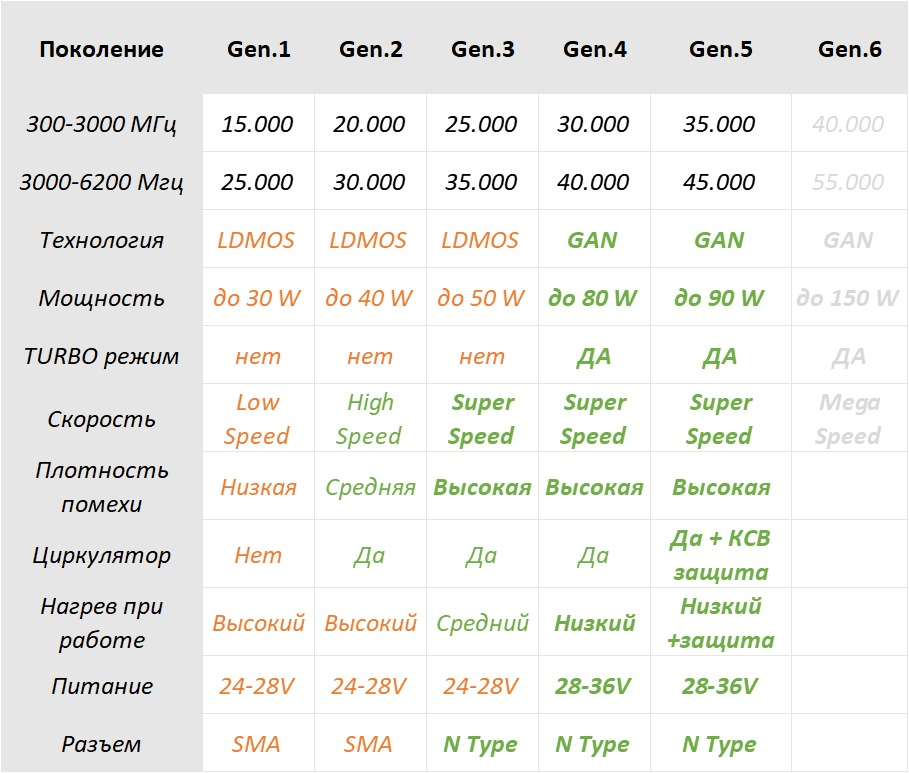 Поколение Gen.1 Gen.2 Gen.3 Gen.4 Gen.5 Gen.6
300-3000 МГц 15.000 20.000 25.000 30.000 35.000 40.000
3000-6200 Мгц 25.000 30.000 35.000 40.000 45.000 55.000
Технология LDMOS LDMOS LDMOS GAN GAN GAN
Мощность до 30 W до 40 W до 50 W до 80 W до 90 W до 150 W
TURBO режим нет нет нет ДА ДА ДА
Скорость Low Speed High Speed Super Speed Super Speed Super Speed Mega Speed
Плотность помехи Низкая Средняя Высокая Высокая Высокая
Циркулятор Нет Да Да Да Да + КСВ защита
Нагрев при работе Высокий Высокий Средний Низкий Низкий +защита
Питание 24-28V 24-28V 24-28V 28-36V 28-36V
Разъем SMA SMA N Type N Type N Type